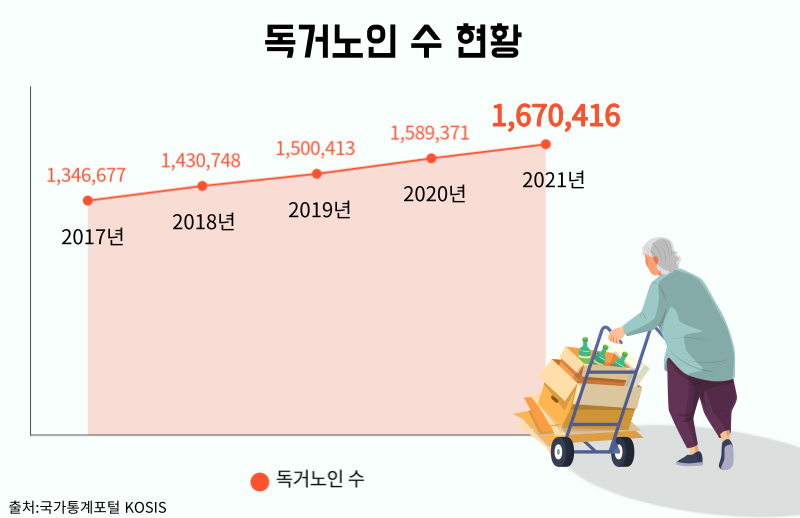 독거노인 수 현황
1,346,677
1,430,748
1,500,413
1,589,371
1,670,416
2017년
2018년
2019년
2020년
2021년
독거노인 수
출처:국가통계포털 KOSIS